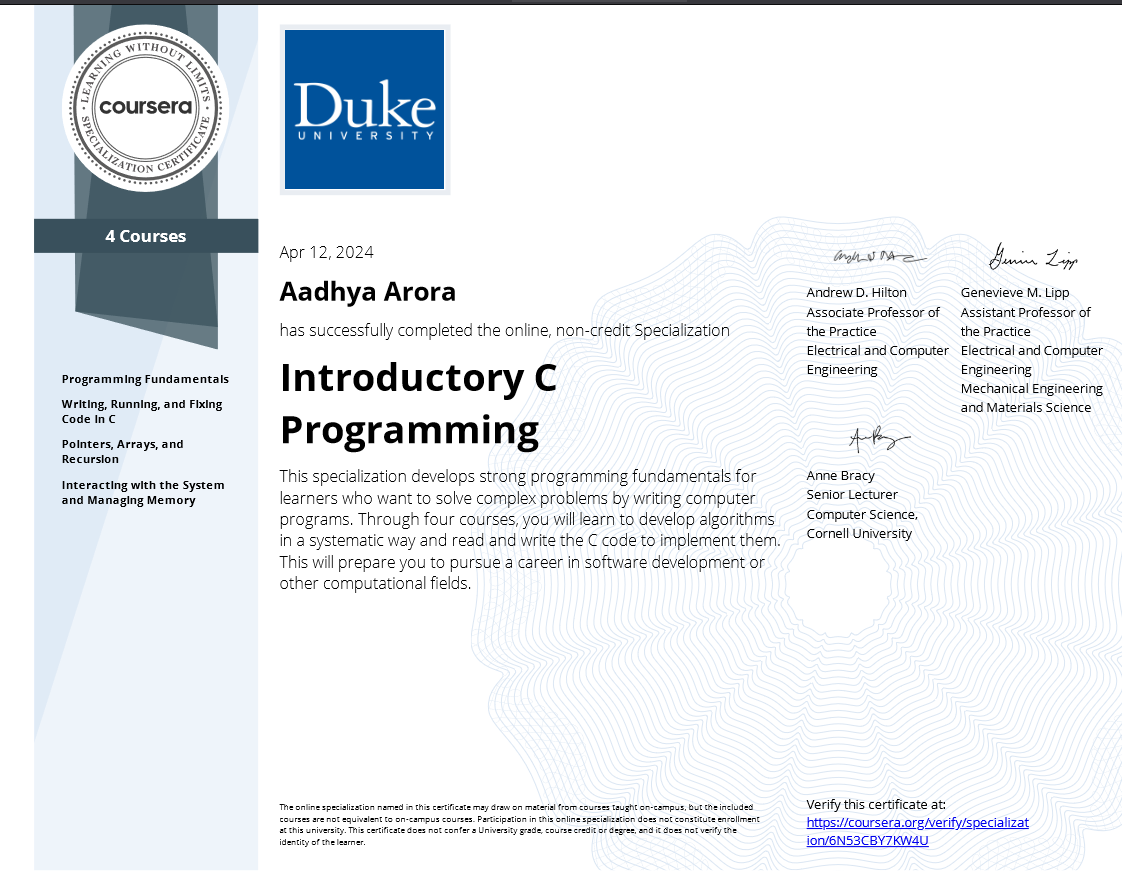 LEARNING WITHOUT LIMITS
coursera
SPECIALIZATION CERTIFICATE
4 Courses
Programming Fundamentals
Writing, Running, and Fixing
Code in C
Pointers, Arrays, and
Recursion
Interacting with the System
and Managing Memory
Duke
UNIVERSITY
Apr 12, 2024
Aadhya Arora
has successfully completed the online, non-credit Specialization
Introductory C
Programming
This specialization develops strong programming fundamentals for
learners who want to solve complex problems by writing computer
programs. Through four courses, you will learn to develop algorithms
in a systematic way and read and write the C code to implement them.
This will prepare you to pursue a career in software development or
other computational fields.
Andrew D. Hilton
Associate Professor of
the Practice
Electrical and Computer
Engineering
Genevieve Lipp
Genevieve M. Lipp
Assistant Professor of
the Practice
Electrical and Computer
Engineering
Mechanical Engineering
and Materials Science
Anne Bracy
Senior Lecturer
Computer Science,
Cornell University
The online specialization named in this certificate may draw on material from courses taught on-campus, but the included
courses are not equivalent to on-campus courses. Participation in this online specialization does not constitute enrollment
at this university. This certificate does not confer a University grade, course credit or degree, and it does not verify the
identity of the learner.
Verify this certificate at:
https://coursera.org/verify/specializat
ion/6N53CBY7KW4U